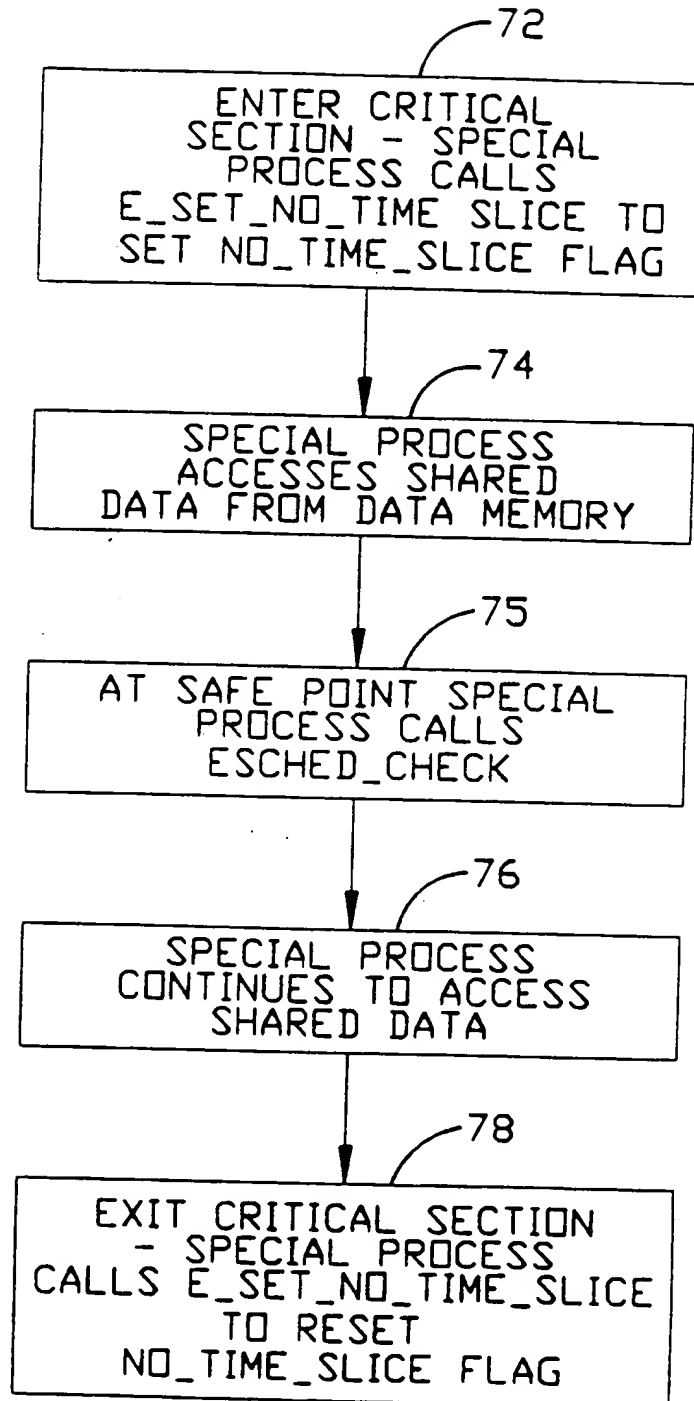 72
ENTER CRITICAL
SECTION - SPECIAL
PROCESS CALLS
E_SET_NO_TIME SLICE TO
SET NO_TIME_SLICE FLAG
74
SPECIAL PROCESS
ACCESSES SHARED
DATA FROM DATA MEMORY
75
AT SAFE POINT SPECIAL
PROCESS CALLS
ESCHED_CHECK
76
SPECIAL PROCESS
CONTINUES TO ACCESS
SHARED DATA
78
EXIT CRITICAL SECTION
- SPECIAL PROCESS
CALLS E_SET_NO_TIME_SLICE
TO RESET
NO_TIME_SLICE FLAG